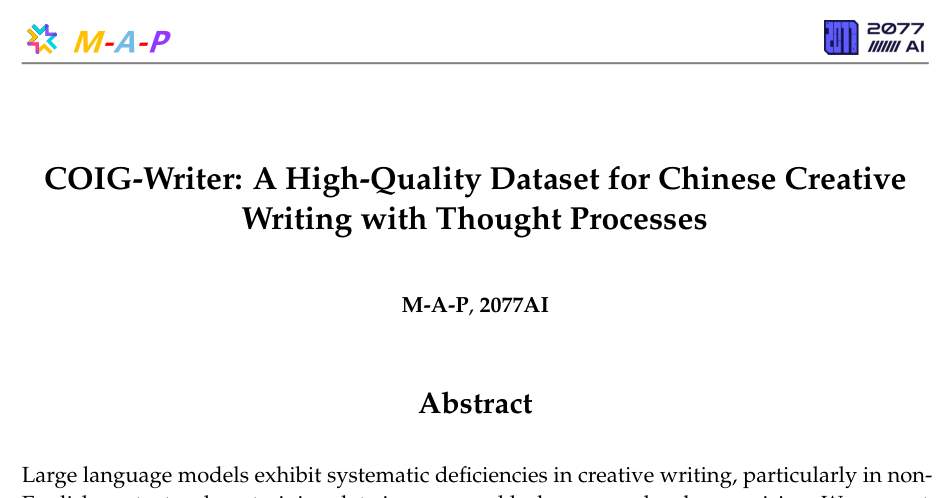 M-A-P
2077
AI
COIG-Writer: A High-Quality Dataset for Chinese Creative
Writing with Thought Processes
M-A-P, 2077AI
Abstract
Large language models exhibit systematic deficiencies in creative writing, particularly in non-